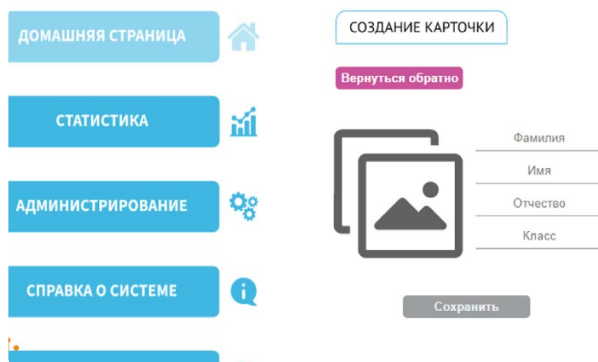 ДОМАШНЯЯ СТРАНИЦА
СТАТИСТИКА
АДМИНИСТРИРОВАНИЕ
СПРАВКА О СИСТЕМЕ
СОЗДАНИЕ КАРТОЧКИ
Вернуться обратно
Фамилия
Имя
Отчество
Класс
Сохранить